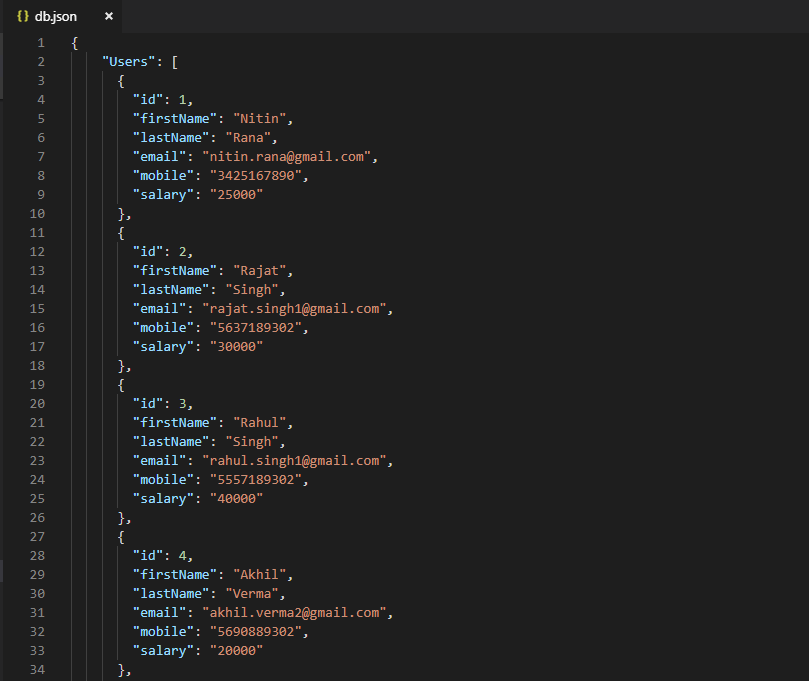 {} db.json ×
1 {
2 "Users": [
3 {
4 "id": 1,
5 "firstName": "Nitin",
6 "lastName": "Rana",
7 "email": "nitin.rana@gmail.com",
8 "mobile": "3425167890",
9 "salary": "25000"
10 },
11 {
12 "id": 2,
13 "firstName": "Rajat",
14 "lastName": "Singh",
15 "email": "rajat.singh1@gmail.com",
16 "mobile": "5637189302",
17 "salary": "30000"
18 },
19 {
20 "id": 3,
21 "firstName": "Rahul",
22 "lastName": "Singh",
23 "email": "rahul.singh1@gmail.com",
24 "mobile": "5557189302",
25 "salary": "40000"
26 },
27 {
28 "id": 4,
29 "firstName": "Akhil",
30 "lastName": "Verma",
31 "email": "akhil.verma2@gmail.com",
32 "mobile": "5690889302",
33 "salary": "20000"
34 },